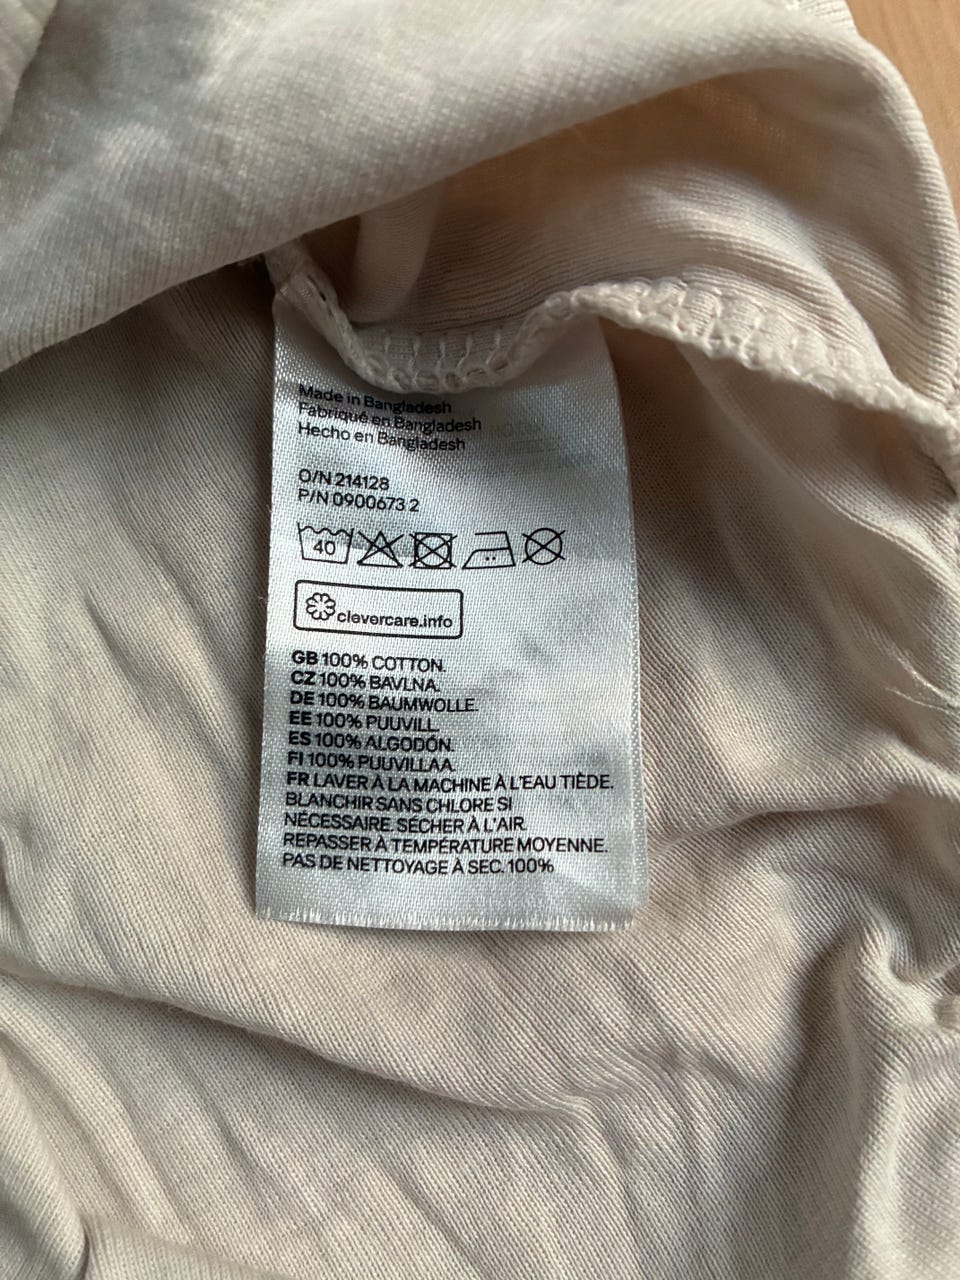 Made in Bangladesh
Fabriqué en Bangladesh
Hecho en Bangladesh
O/N 214128
P/N 0900673 2
40
clevercare.info
GB 100% COTTON.
CZ 100% BAVLNA.
DE 100% BAUMWOLLE.
EE 100% PUUVILL.
ES 100% ALGODÓN.
FI 100% PUUVILLAA.
FR LAVER À LA MACHINE À L'EAU TIÈDE.
BLANCHIR SANS CHLORE SI
NÉCESSAIRE. SÉCHER À L'AIR.
REPASSER À TEMPÉRATURE MOYENNE.
PAS DE NETTOYAGE À SEC. 100%